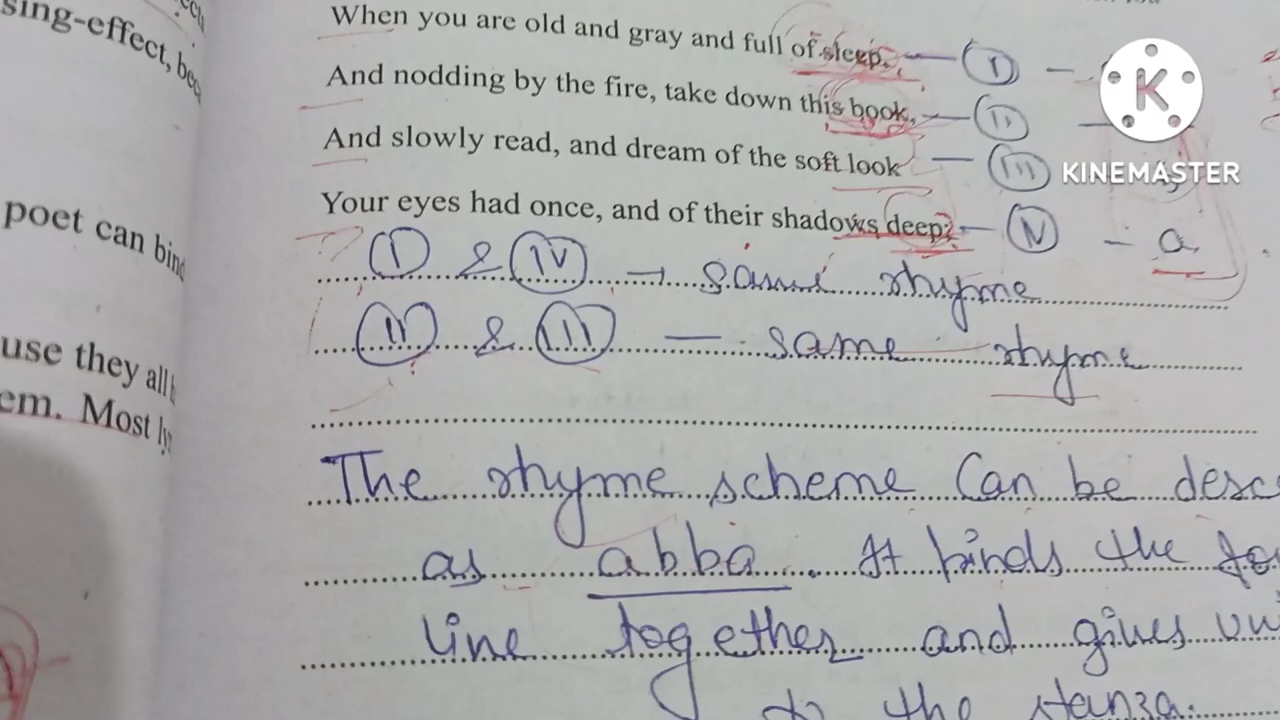 sing-effect, bec
poet can bind
use they all
em. Most ly
When you are old and gray and full of sleep, — I —
And nodding by the fire, take down this book, — II —
And slowly read, and dream of the soft look — III
Your eyes had once, and of their shadows deep; — IV — a
I & IV → same rhyme
II & III — same rhyme
The rhyme scheme can be desc
as abba. It binds the fo
line together and gives uni
to the stanza.
K
KINEMASTER